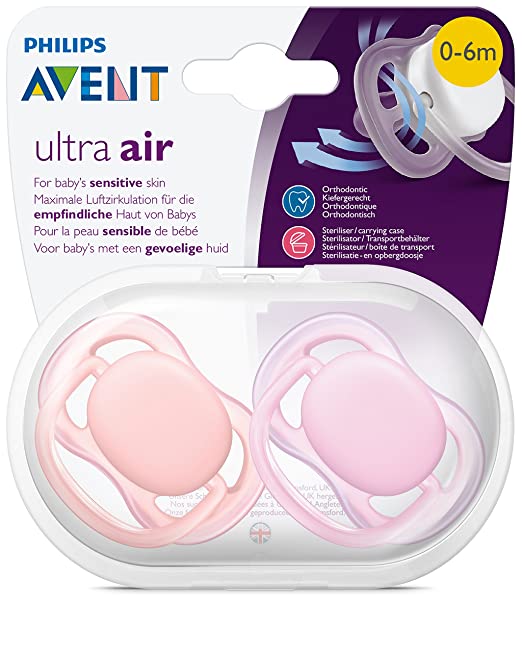 PHILIPS
AVENT
0-6m
ultra air
For baby's sensitive skin
Maximale Luftzirkulation für die
empfindliche Haut von Babys
Pour la peau sensible de bébé
Voor baby's met een gevoelige huid
Orthodontic
Kiefergerecht
Orthodontique
Orthodontisch
Steriliser/carrying case
Sterilisator/Transportbehälter
Stérilisateur/boîte de transport
Sterilisatie- en opbergdoosje